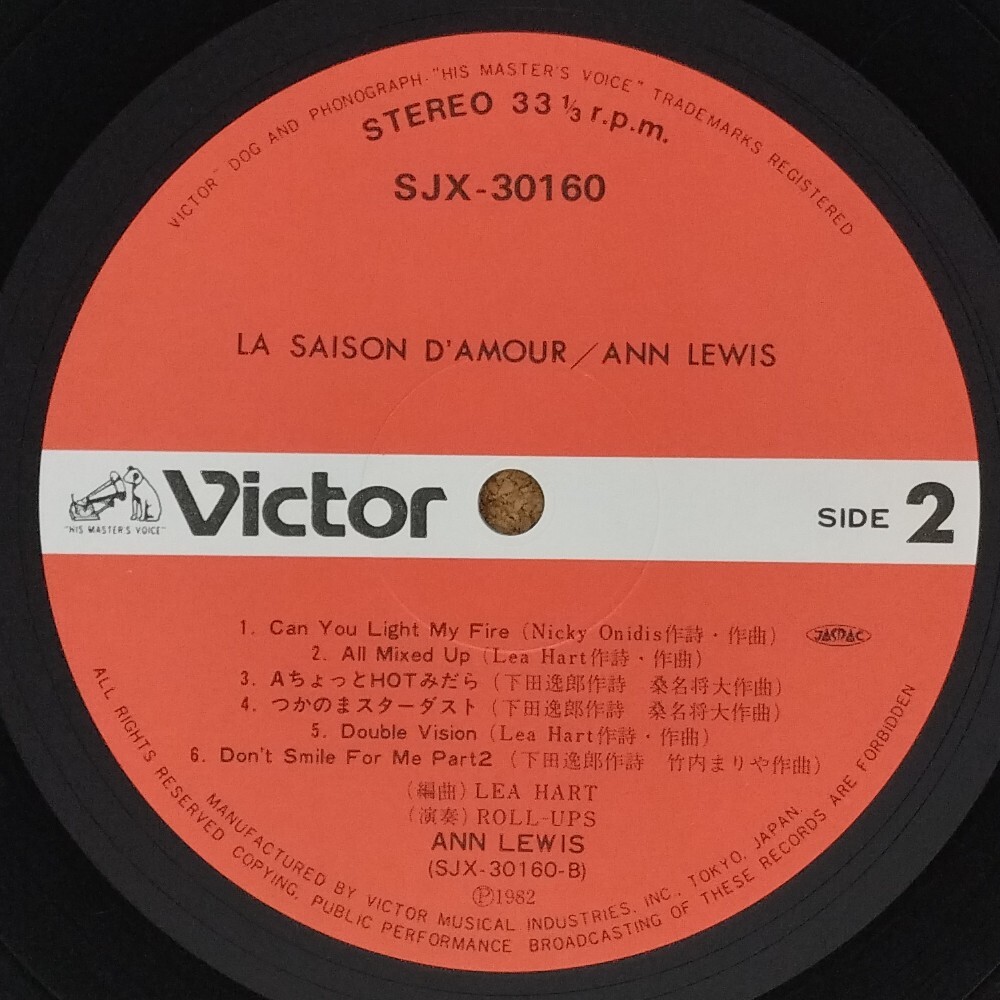 VICTOR" DOG AND PHONOGRAPH·"HIS MASTER'S VOICE" TRADEMARKS REGISTERED
STEREO 33 1/3 r.p.m.
SJX-30160
LA SAISON D'AMOUR/ANN LEWIS
"HIS MASTER'S VOICE"
Victor
SIDE 2
1. Can You Light My Fire (Nicky Onidis作詩・作曲) JASRAC
2. All Mixed Up (Lea Hart作詩・作曲)
3. AちょっとHOTみだら (下田逸郎作詩 桑名将大作曲)
4. つかのまスターダスト (下田逸郎作詩 桑名将大作曲)
5. Double Vision (Lea Hart作詩・作曲)
6. Don't Smile For Me Part2 (下田逸郎作詩 竹内まりや作曲)
(編曲) LEA HART
(演奏) ROLL-UPS
ANN LEWIS
(SJX-30160-B)
Ⓟ1982
MANUFACTURED BY VICTOR MUSICAL INDUSTRIES, INC., TOKYO, JAPAN.
ALL RIGHTS RESERVED COPYING, PUBLIC PERFORMANCE BROADCASTING OF THESE RECORDS ARE FORBIDDEN